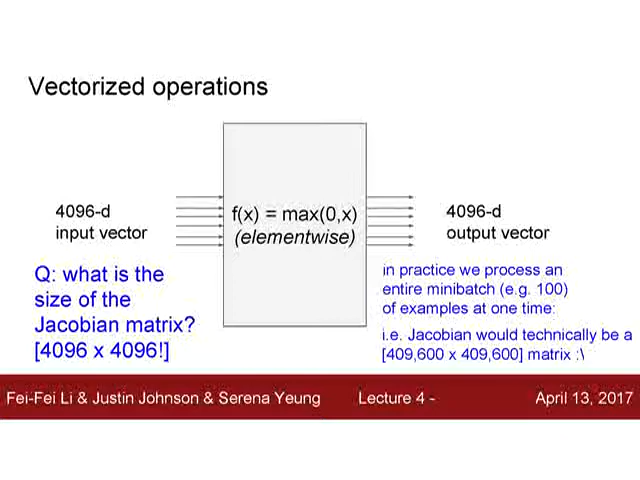 Vectorized operations
4096-d
input vector
f(x) = max(0,x)
(elementwise)
4096-d
output vector
Q: what is the
size of the
Jacobian matrix?
[4096 x 4096!]
in practice we process an
entire minibatch (e.g. 100)
of examples at one time:
i.e. Jacobian would technically be a
[409,600 x 409,600] matrix :\
Fei-Fei Li & Justin Johnson & Serena Yeung
Lecture 4 -
April 13, 2017